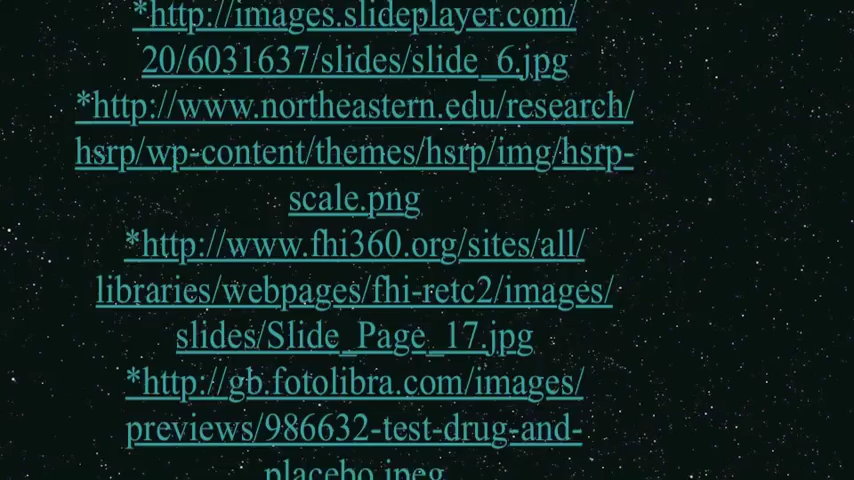 *http://images.slideplayer.com/
20/6031637/slides/slide_6.jpg
*http://www.northeastern.edu/research/
hsrp/wp-content/themes/hsrp/img/hsrp-
scale.png
*http://www.fhi360.org/sites/all/
libraries/webpages/fhi-retc2/images/
slides/Slide_Page_17.jpg
*http://gb.fotolibra.com/images/
previews/986632-test-drug-and-
placebo.jpeg